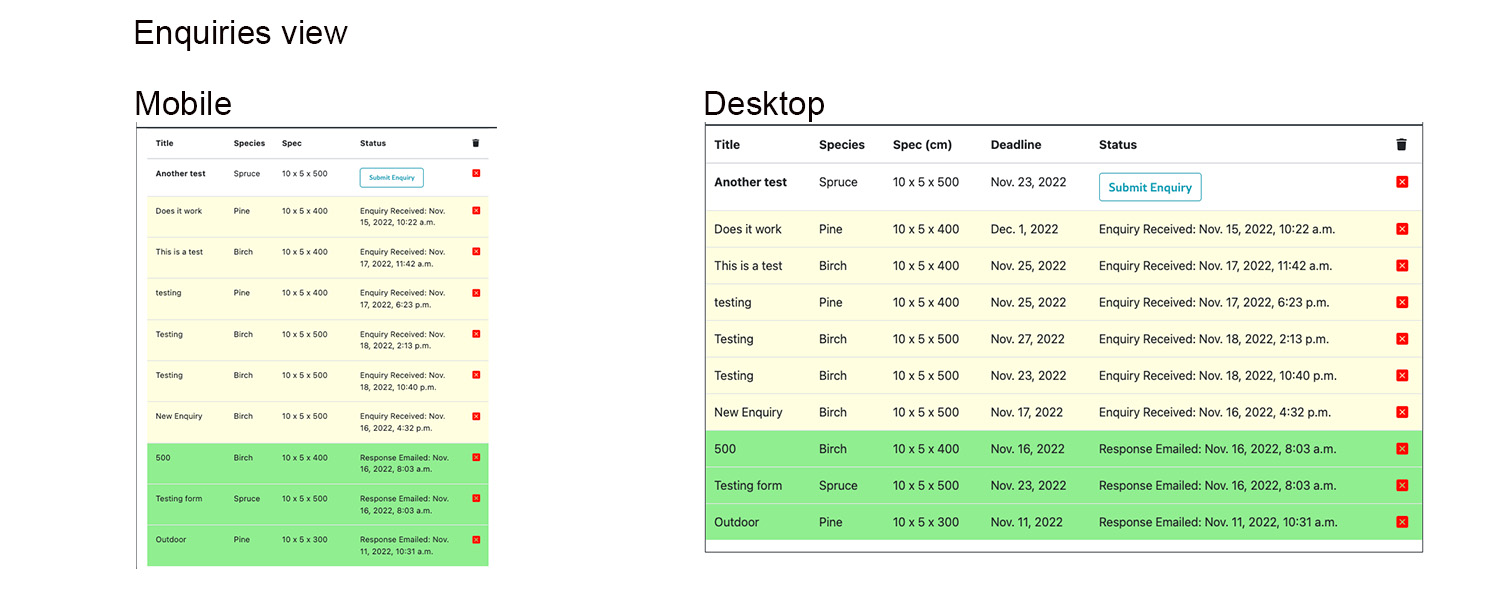 Enquiries view
Mobile
Title Species Spec Status
Another test Spruce 10 x 5 x 500 Submit Enquiry
Does it work Pine 10 x 5 x 400 Enquiry Received: Nov.
15, 2022, 10:22 a.m.
This is a test Birch 10 x 5 x 400 Enquiry Received: Nov.
17, 2022, 11:42 a.m.
testing Pine 10 x 5 x 400 Enquiry Received: Nov.
17, 2022, 6:23 p.m.
Testing Birch 10 x 5 x 500 Enquiry Received: Nov.
18, 2022, 2:13 p.m.
Testing Birch 10 x 5 x 500 Enquiry Received: Nov.
18, 2022, 10:40 p.m.
New Enquiry Birch 10 x 5 x 500 Enquiry Received: Nov.
16, 2022, 4:32 p.m.
500 Birch 10 x 5 x 400 Response Emailed: Nov.
16, 2022, 8:03 a.m.
Testing form Spruce 10 x 5 x 500 Response Emailed: Nov.
16, 2022, 8:03 a.m.
Outdoor Pine 10 x 5 x 300 Response Emailed: Nov.
11, 2022, 10:31 a.m.
Desktop
Title Species Spec (cm) Deadline Status
Another test Spruce 10 x 5 x 500 Nov. 23, 2022 Submit Enquiry
Does it work Pine 10 x 5 x 400 Dec. 1, 2022 Enquiry Received: Nov. 15, 2022, 10:22 a.m.
This is a test Birch 10 x 5 x 400 Nov. 25, 2022 Enquiry Received: Nov. 17, 2022, 11:42 a.m.
testing Pine 10 x 5 x 400 Nov. 25, 2022 Enquiry Received: Nov. 17, 2022, 6:23 p.m.
Testing Birch 10 x 5 x 500 Nov. 27, 2022 Enquiry Received: Nov. 18, 2022, 2:13 p.m.
Testing Birch 10 x 5 x 500 Nov. 23, 2022 Enquiry Received: Nov. 18, 2022, 10:40 p.m.
New Enquiry Birch 10 x 5 x 500 Nov. 17, 2022 Enquiry Received: Nov. 16, 2022, 4:32 p.m.
500 Birch 10 x 5 x 400 Nov. 16, 2022 Response Emailed: Nov. 16, 2022, 8:03 a.m.
Testing form Spruce 10 x 5 x 500 Nov. 23, 2022 Response Emailed: Nov. 16, 2022, 8:03 a.m.
Outdoor Pine 10 x 5 x 300 Nov. 11, 2022 Response Emailed: Nov. 11, 2022, 10:31 a.m.